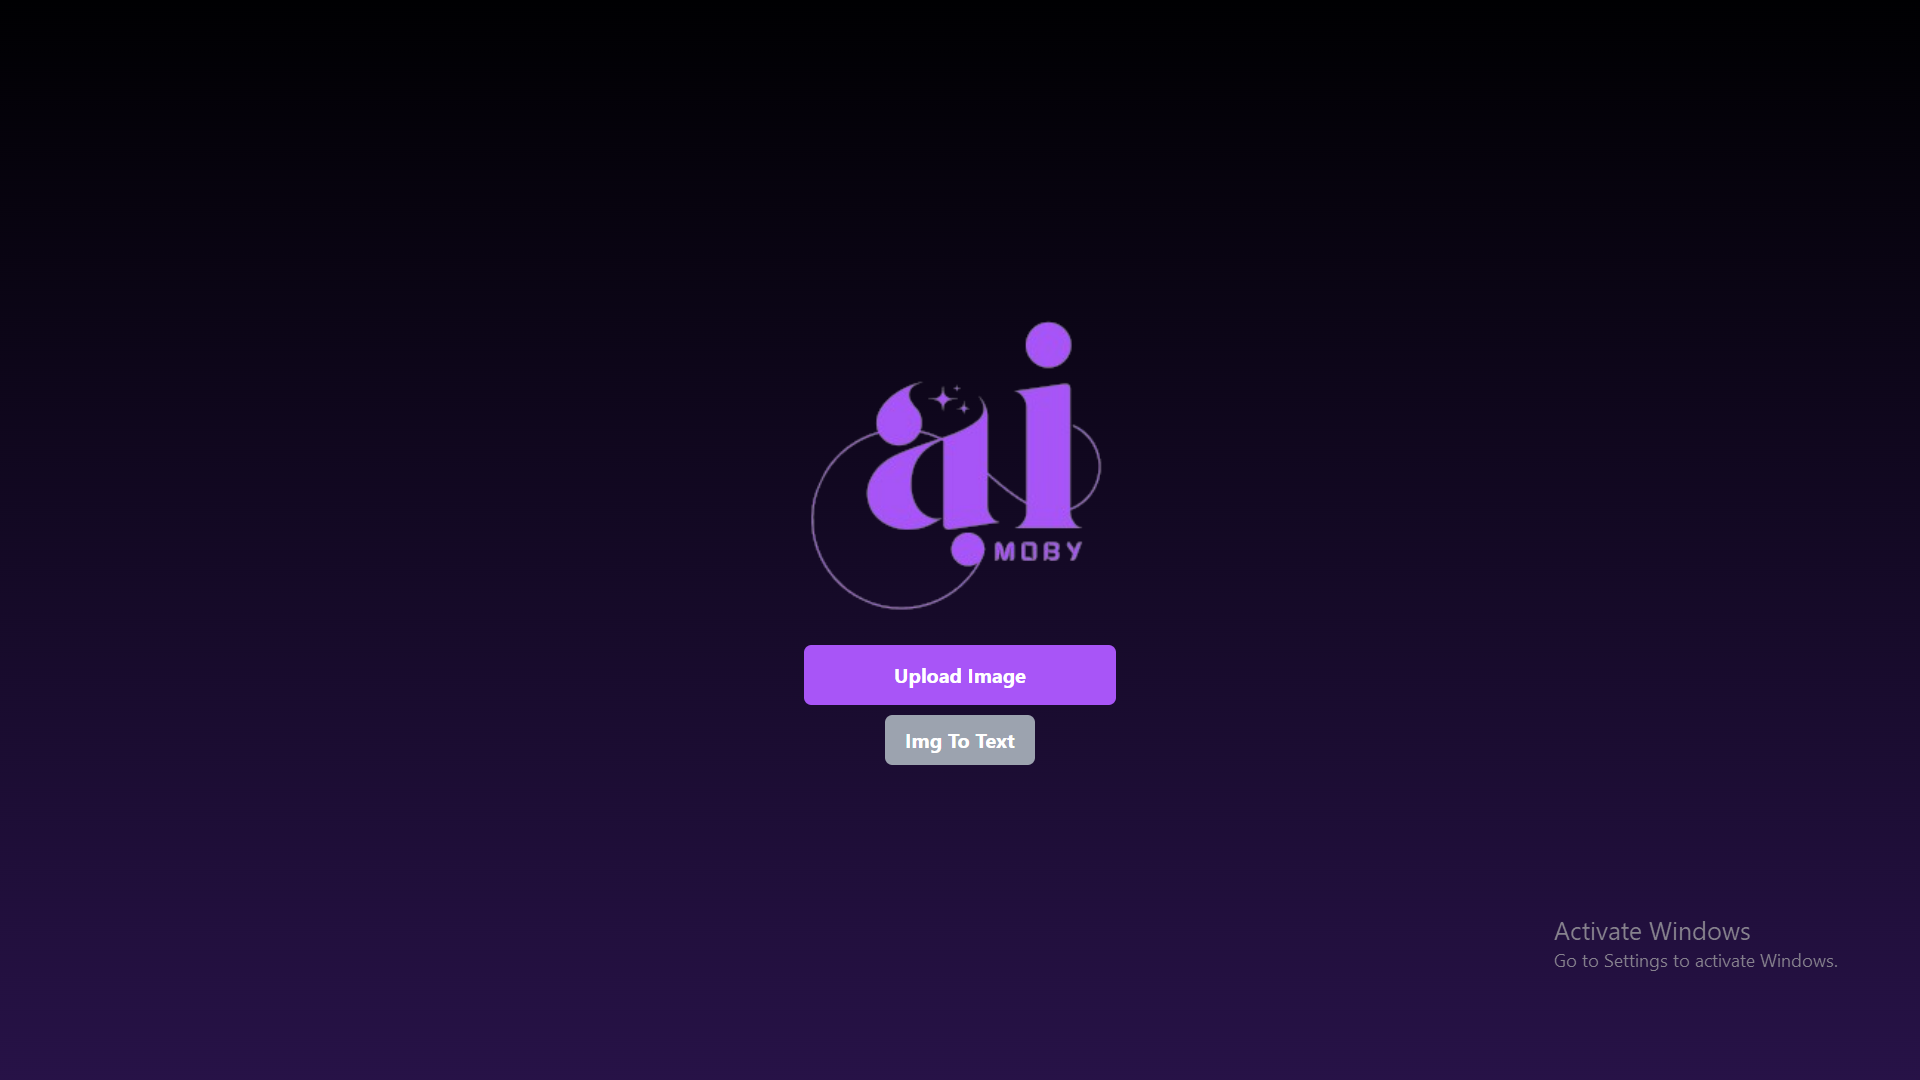 ai
MOBY
Upload Image
Img To Text
Activate Windows
Go to Settings to activate Windows.